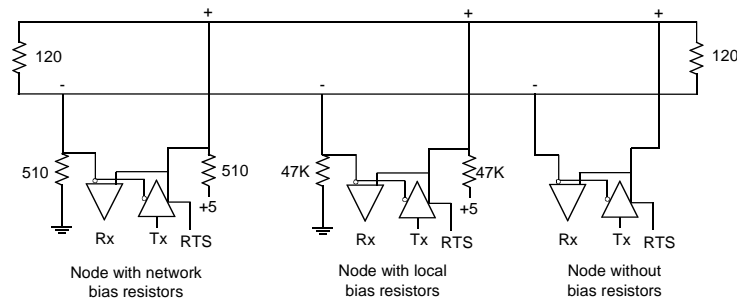 + + +
120 120
- - -
510 510 47K 47K
+5 +5
Rx Tx RTS Rx Tx RTS Rx Tx RTS
Node with network
bias resistors
Node with local
bias resistors
Node without
bias resistors